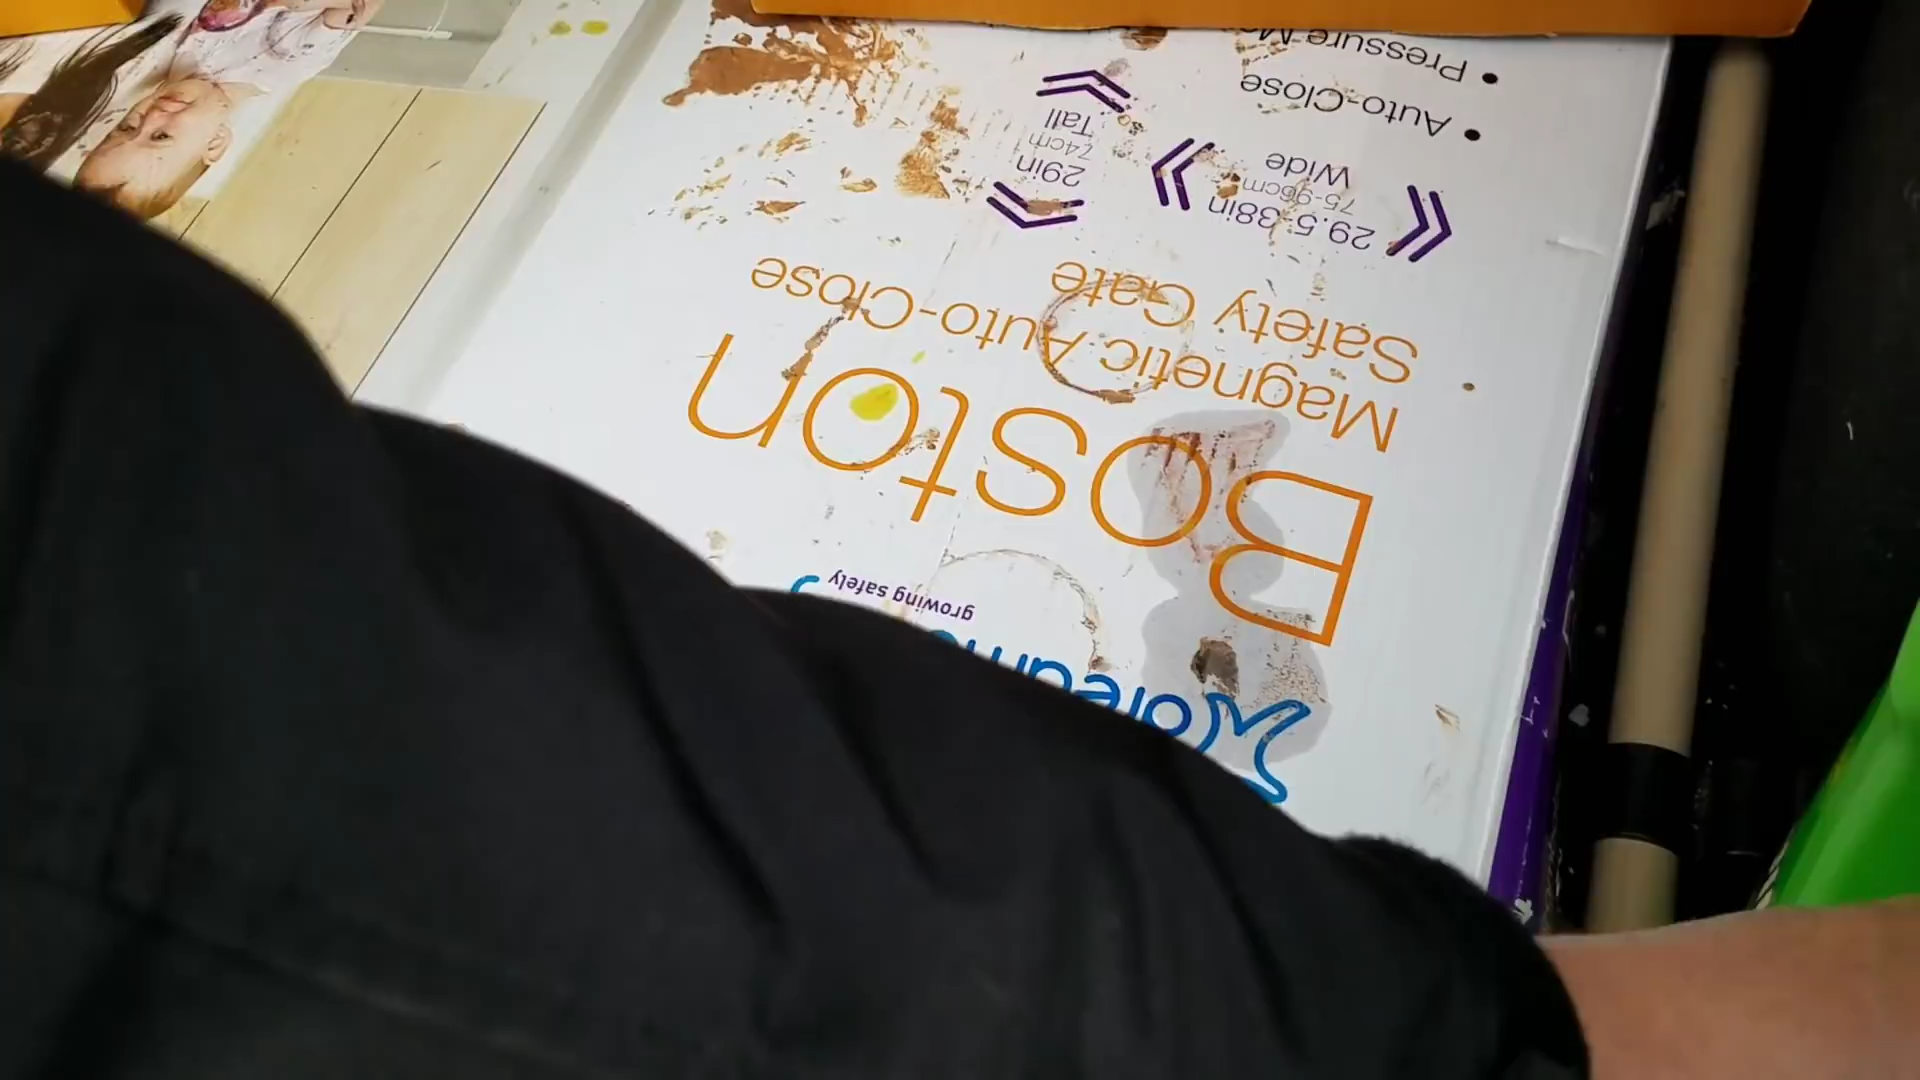 growing safely
Boston
Magnetic Auto-Close
Safety Gate
29.5-38in
75-96cm
Wide
29in
74cm
Tall
• Auto-Close
• Pressure